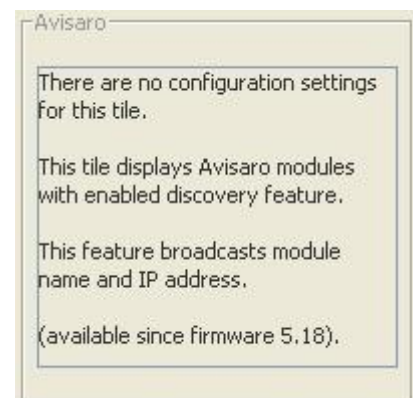 Avisaro
There are no configuration settings
for this tile.
This tile displays Avisaro modules
with enabled discovery feature.
This feature broadcasts module
name and IP address.
(available since firmware 5.18).